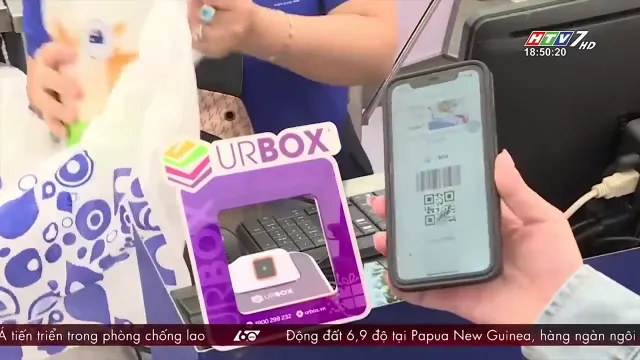 HTV7 HD
18:50:20
URBOX
URBOX
URBOX
1900 299 232
urbox.vn
Á tiến triển trong phòng chống lao
60
Động đất 6,9 độ tại Papua New Guinea, hàng ngàn ngôi